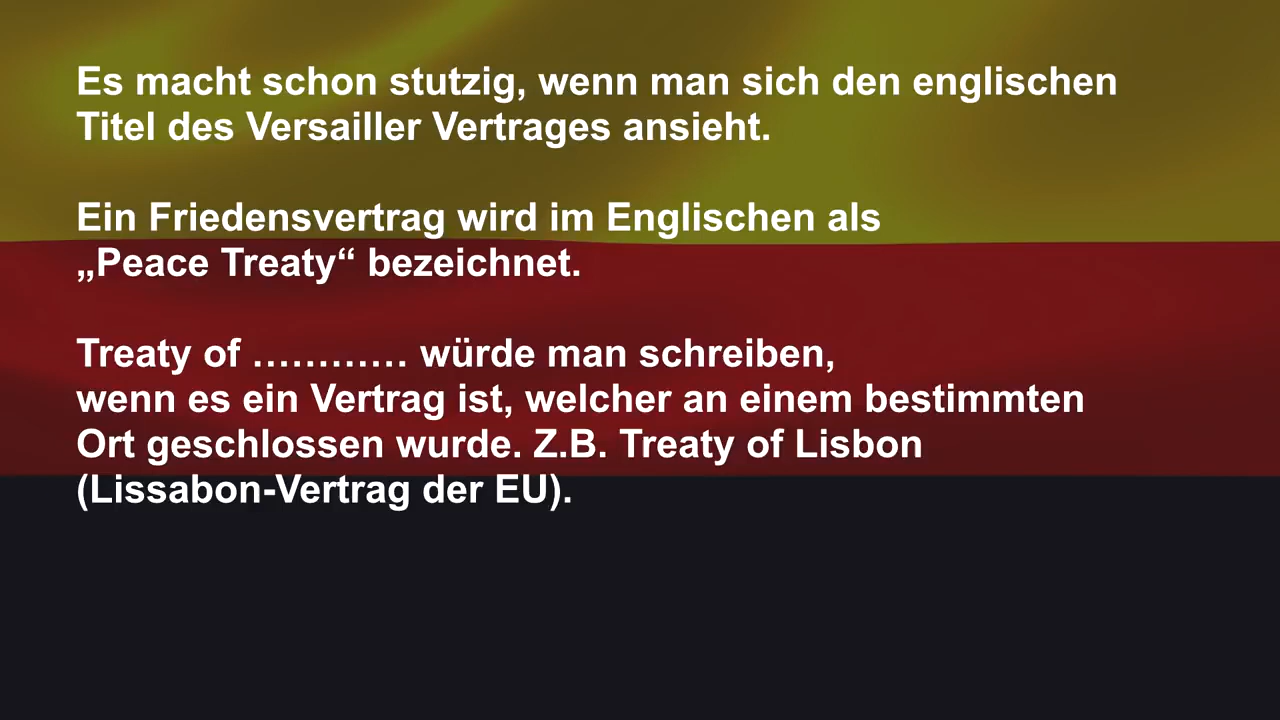 Es macht schon stutzig, wenn man sich den englischen
Titel des Versailler Vertrages ansieht.
Ein Friedensvertrag wird im Englischen als
„Peace Treaty“ bezeichnet.
Treaty of ………… würde man schreiben,
wenn es ein Vertrag ist, welcher an einem bestimmten
Ort geschlossen wurde. Z.B. Treaty of Lisbon
(Lissabon-Vertrag der EU).